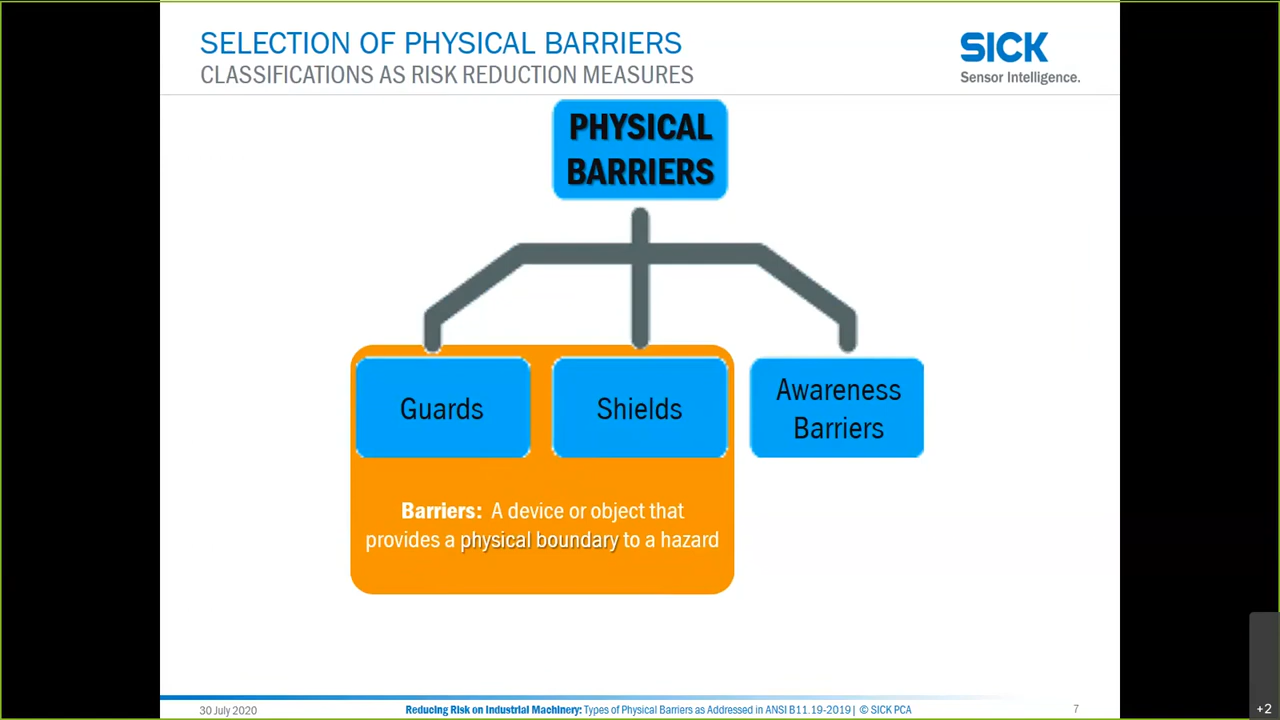 SELECTION OF PHYSICAL BARRIERS
CLASSIFICATIONS AS RISK REDUCTION MEASURES
SICK
Sensor Intelligence.
PHYSICAL
BARRIERS
Guards
Shields
Awareness
Barriers
Barriers: A device or object that
provides a physical boundary to a hazard
30 July 2020
Reducing Risk on Industrial Machinery: Types of Physical Barriers as Addressed in ANSI B11.19-2019| © SICK PCA
7
+2